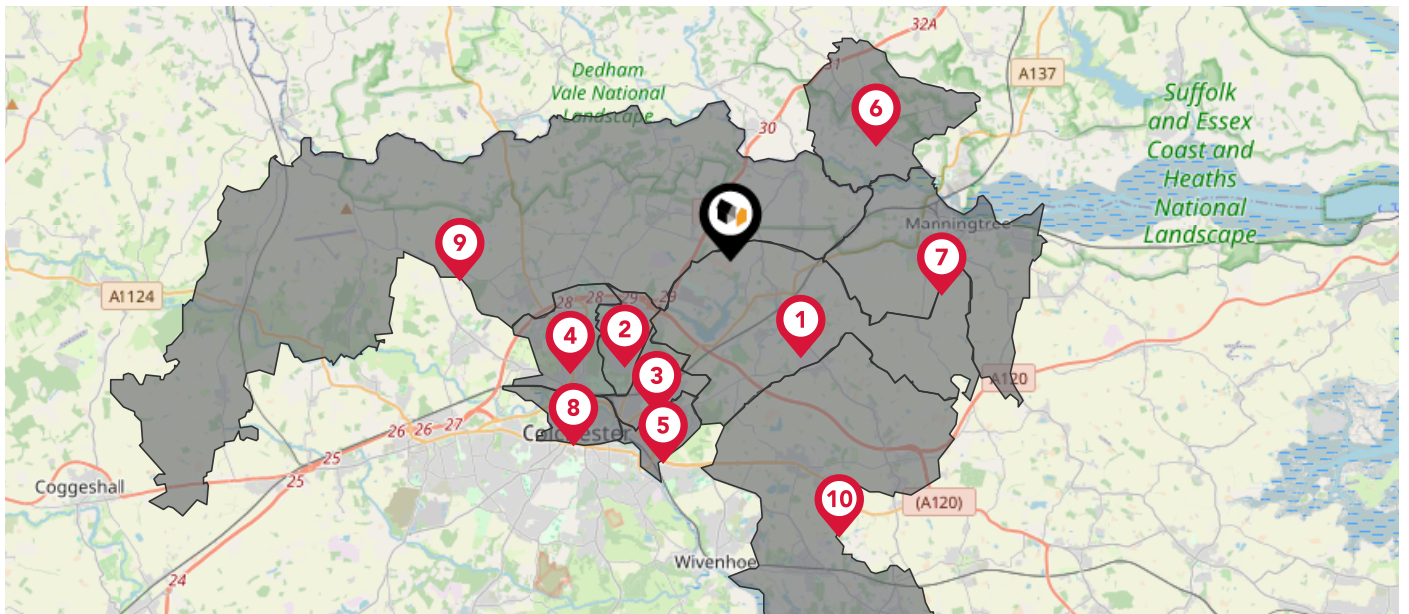 32A
A137
31
Dedham
Vale National
Landscape
Suffolk
and Essex
Coast and
Heaths
National
Landscape
6
30
Manningtree
9
7
A1124
28
28
29
29
1
4
2
3
A120
8
5
26
26
27
Colchester
25
25
Coggeshall
10
(A120)
Wivenhoe
24